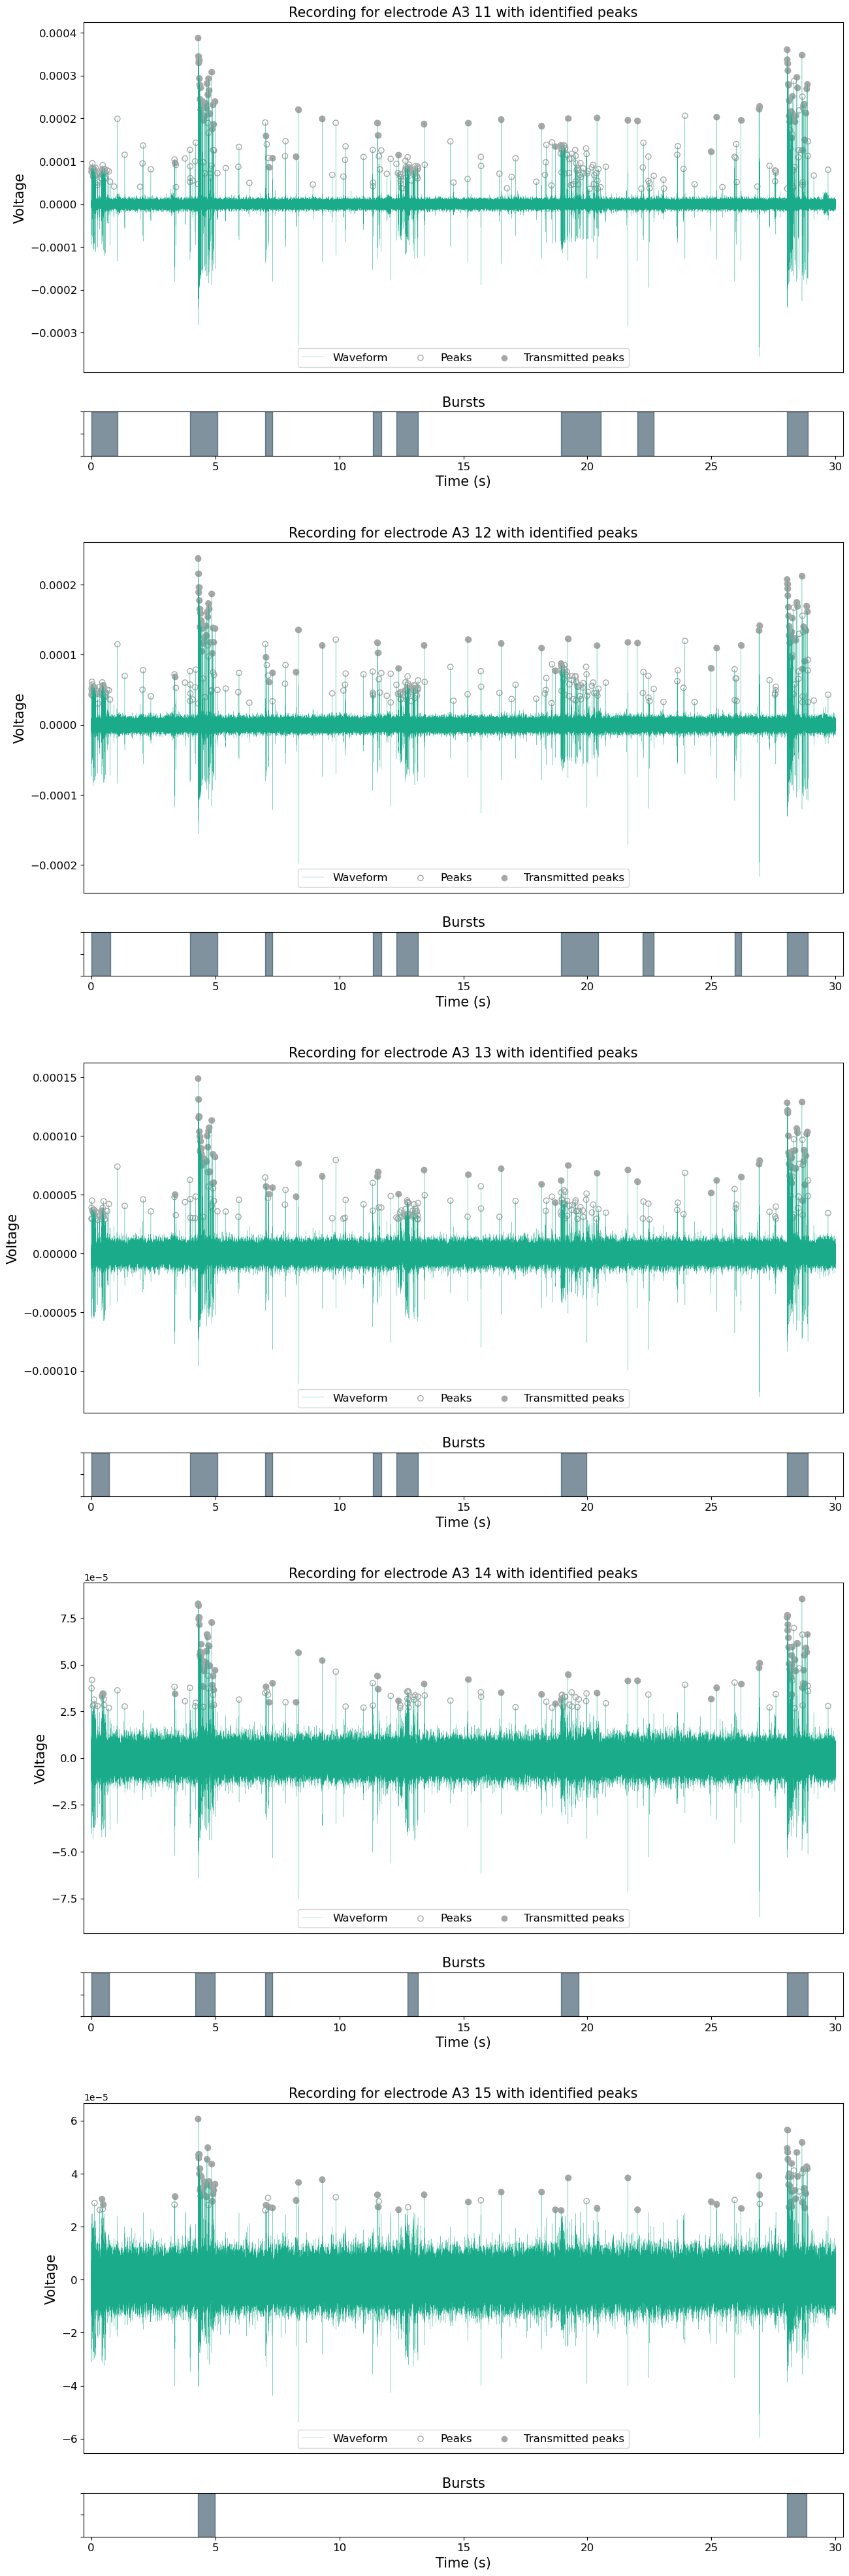 Recording for electrode A3 11 with identified peaks
0.0004
0.0003
0.0002
0.0001
0.0000
−0.0001
−0.0002
−0.0003
Voltage
Waveform Peaks Transmitted peaks
Bursts
0 5 10 15 20 25 30
Time (s)
Recording for electrode A3 12 with identified peaks
0.0002
0.0001
0.0000
−0.0001
−0.0002
Voltage
Waveform Peaks Transmitted peaks
Bursts
0 5 10 15 20 25 30
Time (s)
Recording for electrode A3 13 with identified peaks
0.00015
0.00010
0.00005
0.00000
−0.00005
−0.00010
Voltage
Waveform Peaks Transmitted peaks
Bursts
0 5 10 15 20 25 30
Time (s)
Recording for electrode A3 14 with identified peaks
1e−5
7.5
5.0
2.5
0.0
−2.5
−5.0
−7.5
Voltage
Waveform Peaks Transmitted peaks
Bursts
0 5 10 15 20 25 30
Time (s)
Recording for electrode A3 15 with identified peaks
1e−5
6
4
2
0
−2
−4
−6
Voltage
Waveform Peaks Transmitted peaks
Bursts
0 5 10 15 20 25 30
Time (s)